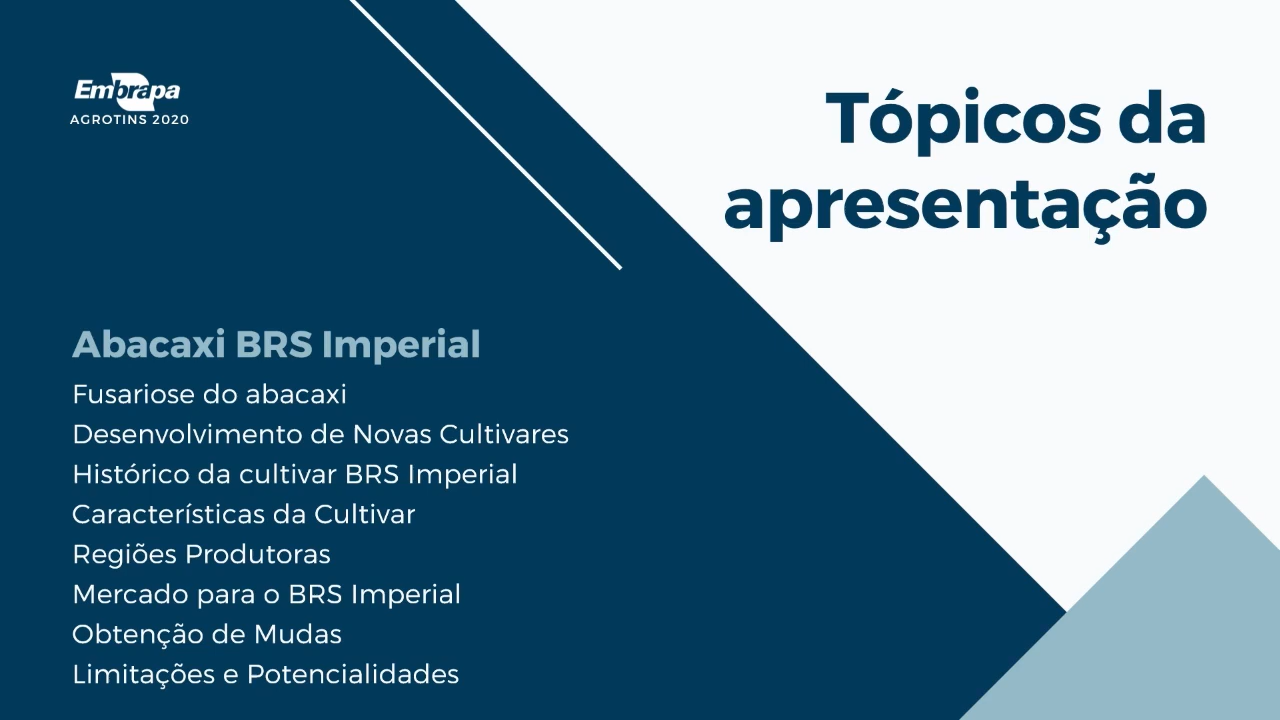 Embrapa
AGROTINS 2020
Tópicos da
apresentação
Abacaxi BRS Imperial
Fusariose do abacaxi
Desenvolvimento de Novas Cultivares
Histórico da cultivar BRS Imperial
Características da Cultivar
Regiões Produtoras
Mercado para o BRS Imperial
Obtenção de Mudas
Limitações e Potencialidades